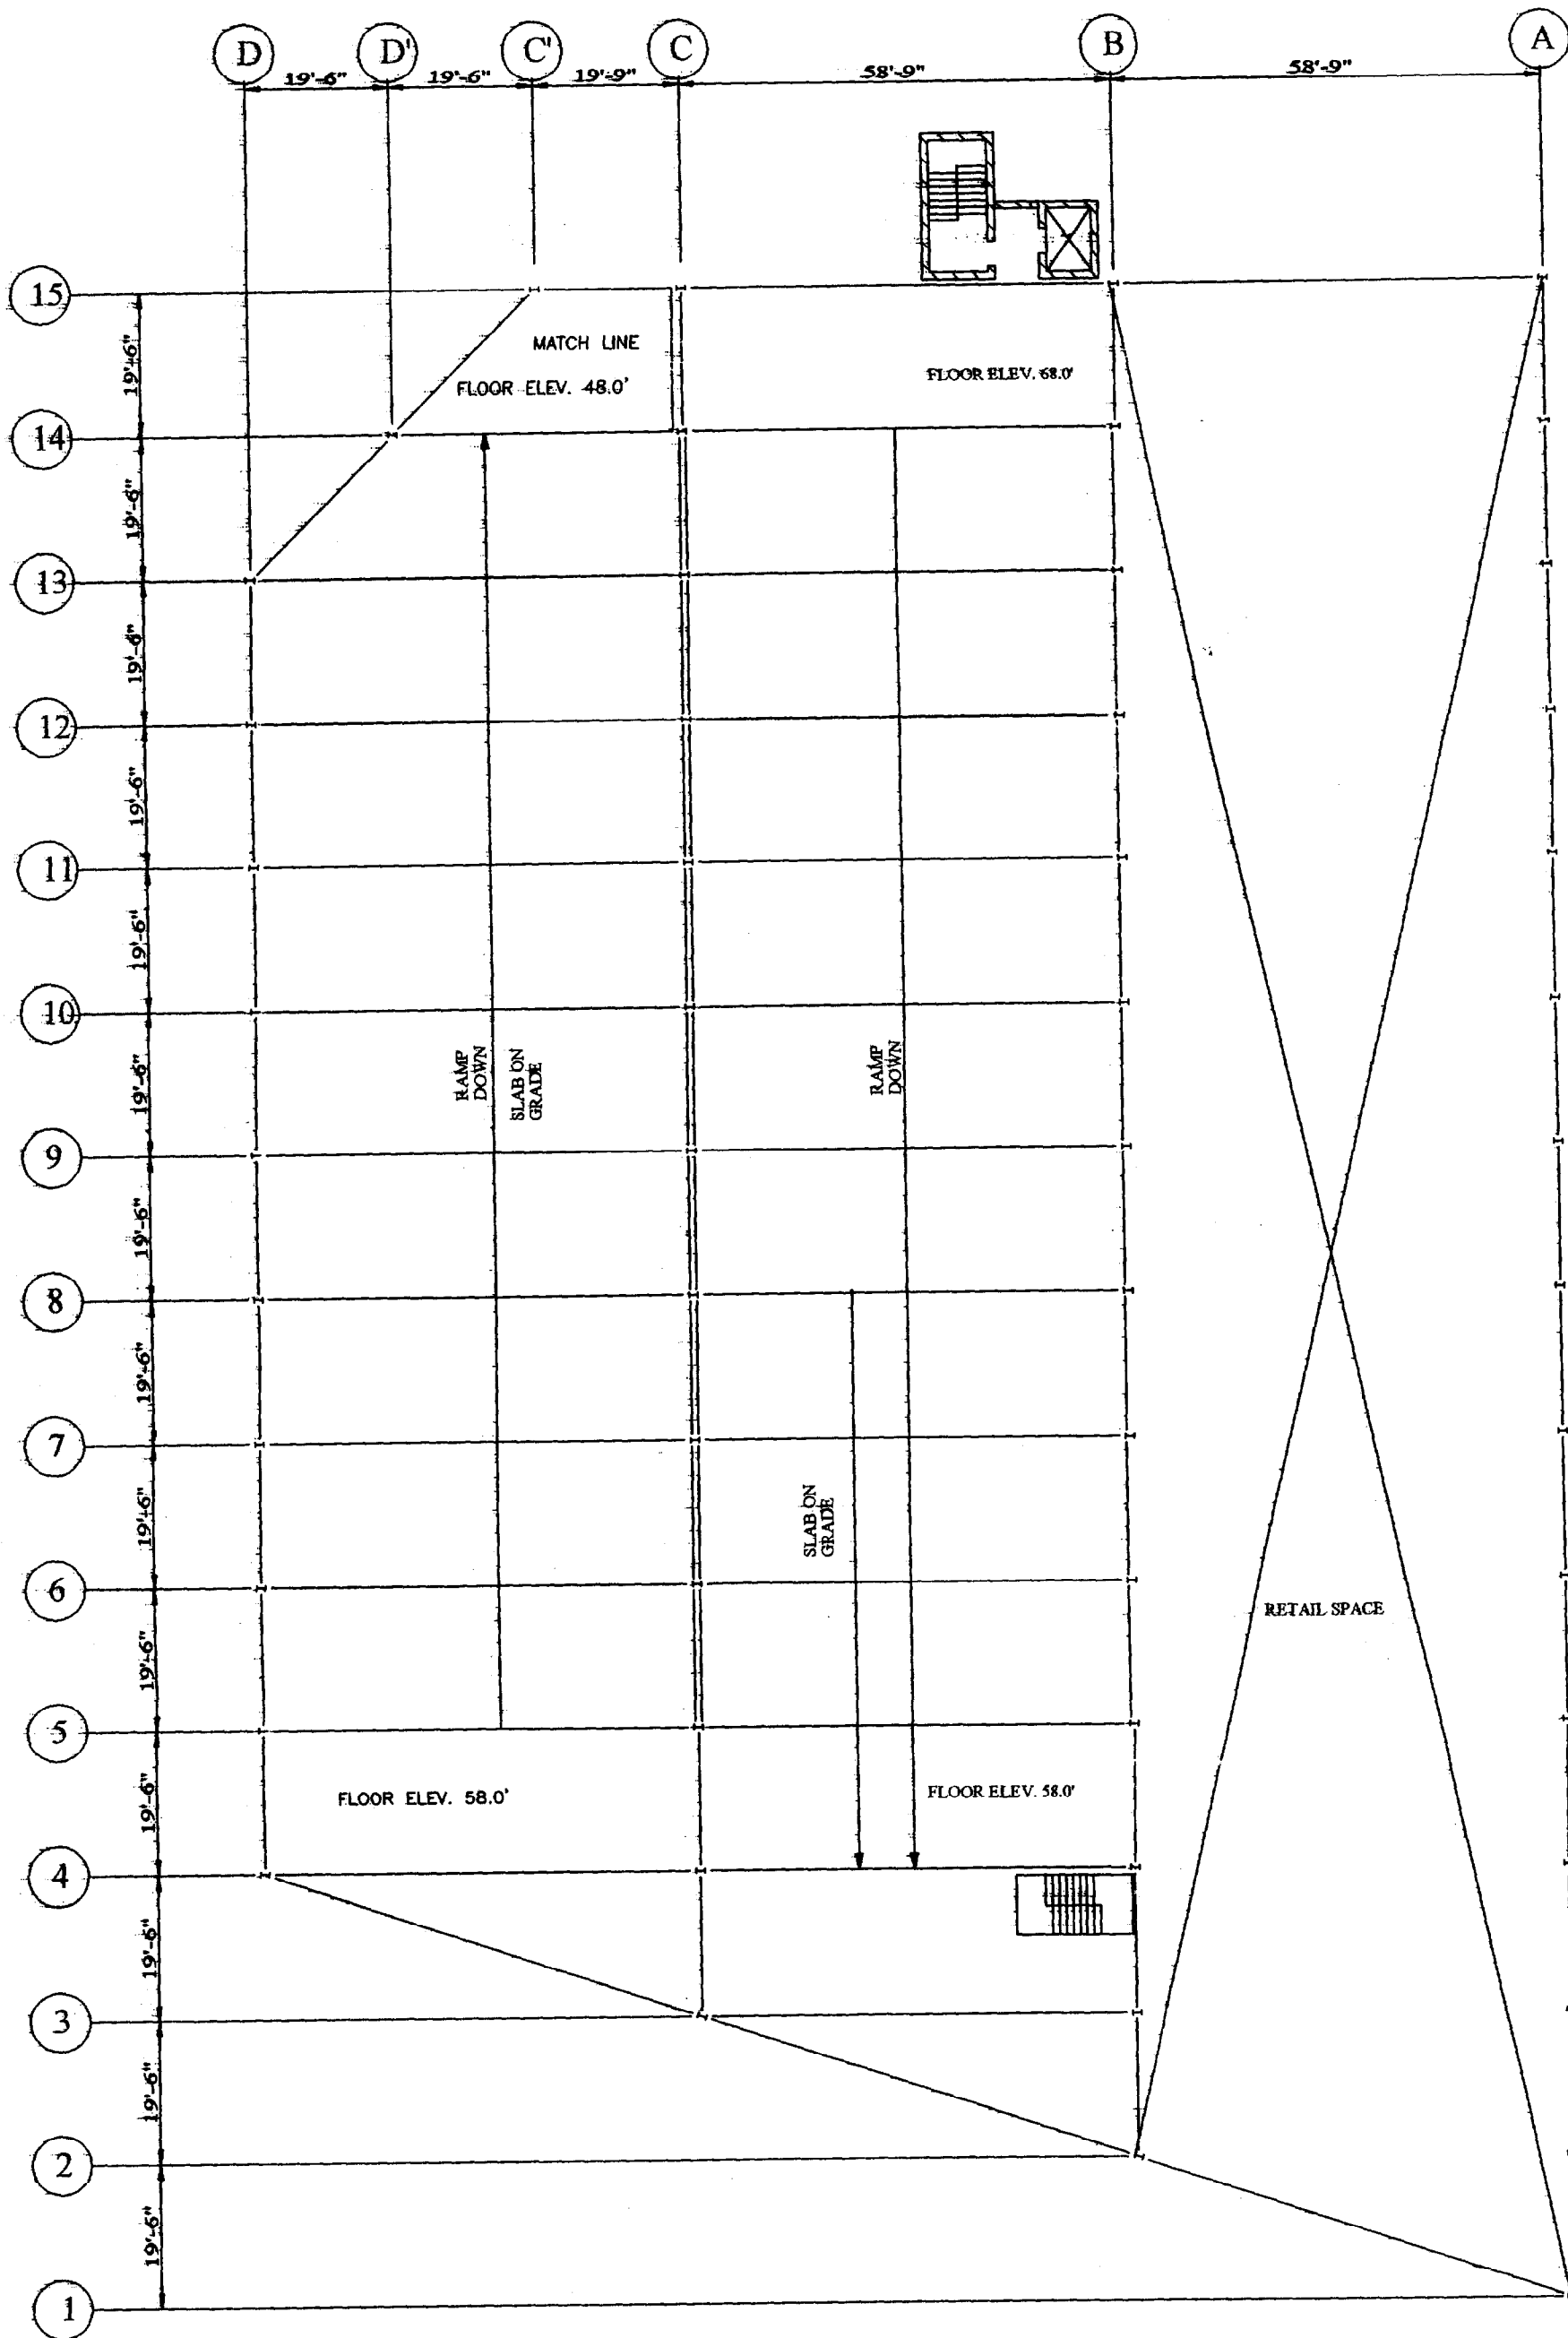 D D' C' C B A
19'-6" 19'-6" 19'-9" 58'-9" 58'-9"
15
19'-6"
MATCH LINE
FLOOR ELEV. 48.0'
FLOOR ELEV. 68.0'
14
19'-6"
13
19'-6"
12
19'-6"
11
19'-6"
10
19'-6"
RAMP
DOWN
SLAB ON
GRADE
RAMP
DOWN
9
19'-6"
8
19'-6"
7
19'-6"
SLAB ON
GRADE
6
RETAIL SPACE
19'-6"
5
19'-6"
FLOOR ELEV. 58.0'
FLOOR ELEV. 58.0'
4
19'-6"
3
19'-6"
2
19'-6"
1